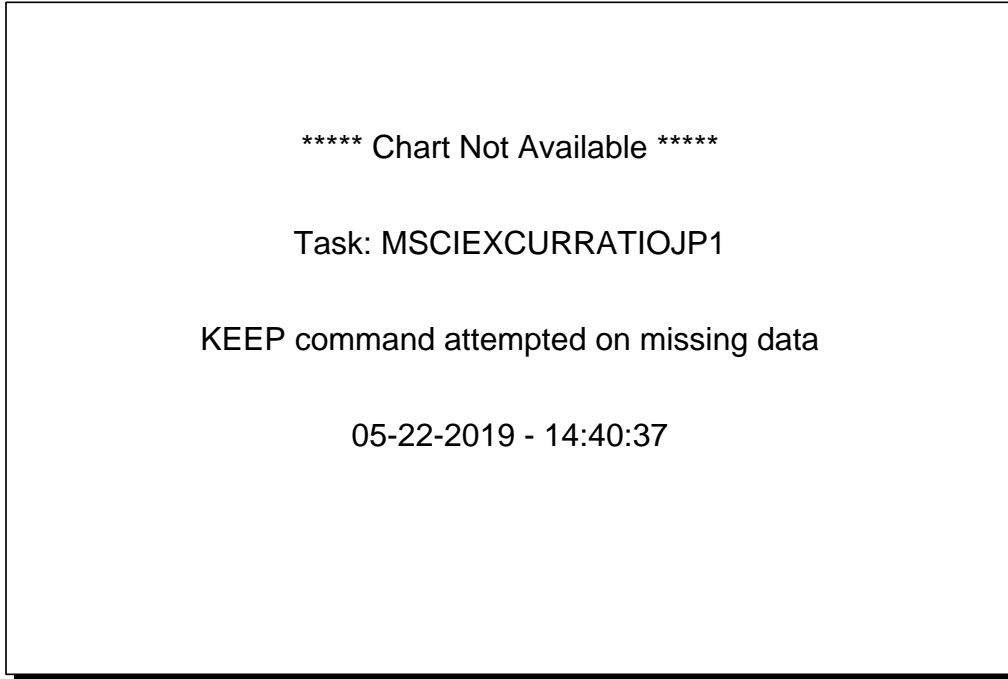 ***** Chart Not Available *****
Task: MSCIEXCURRATIOJP1
KEEP command attempted on missing data
05-22-2019 - 14:40:37